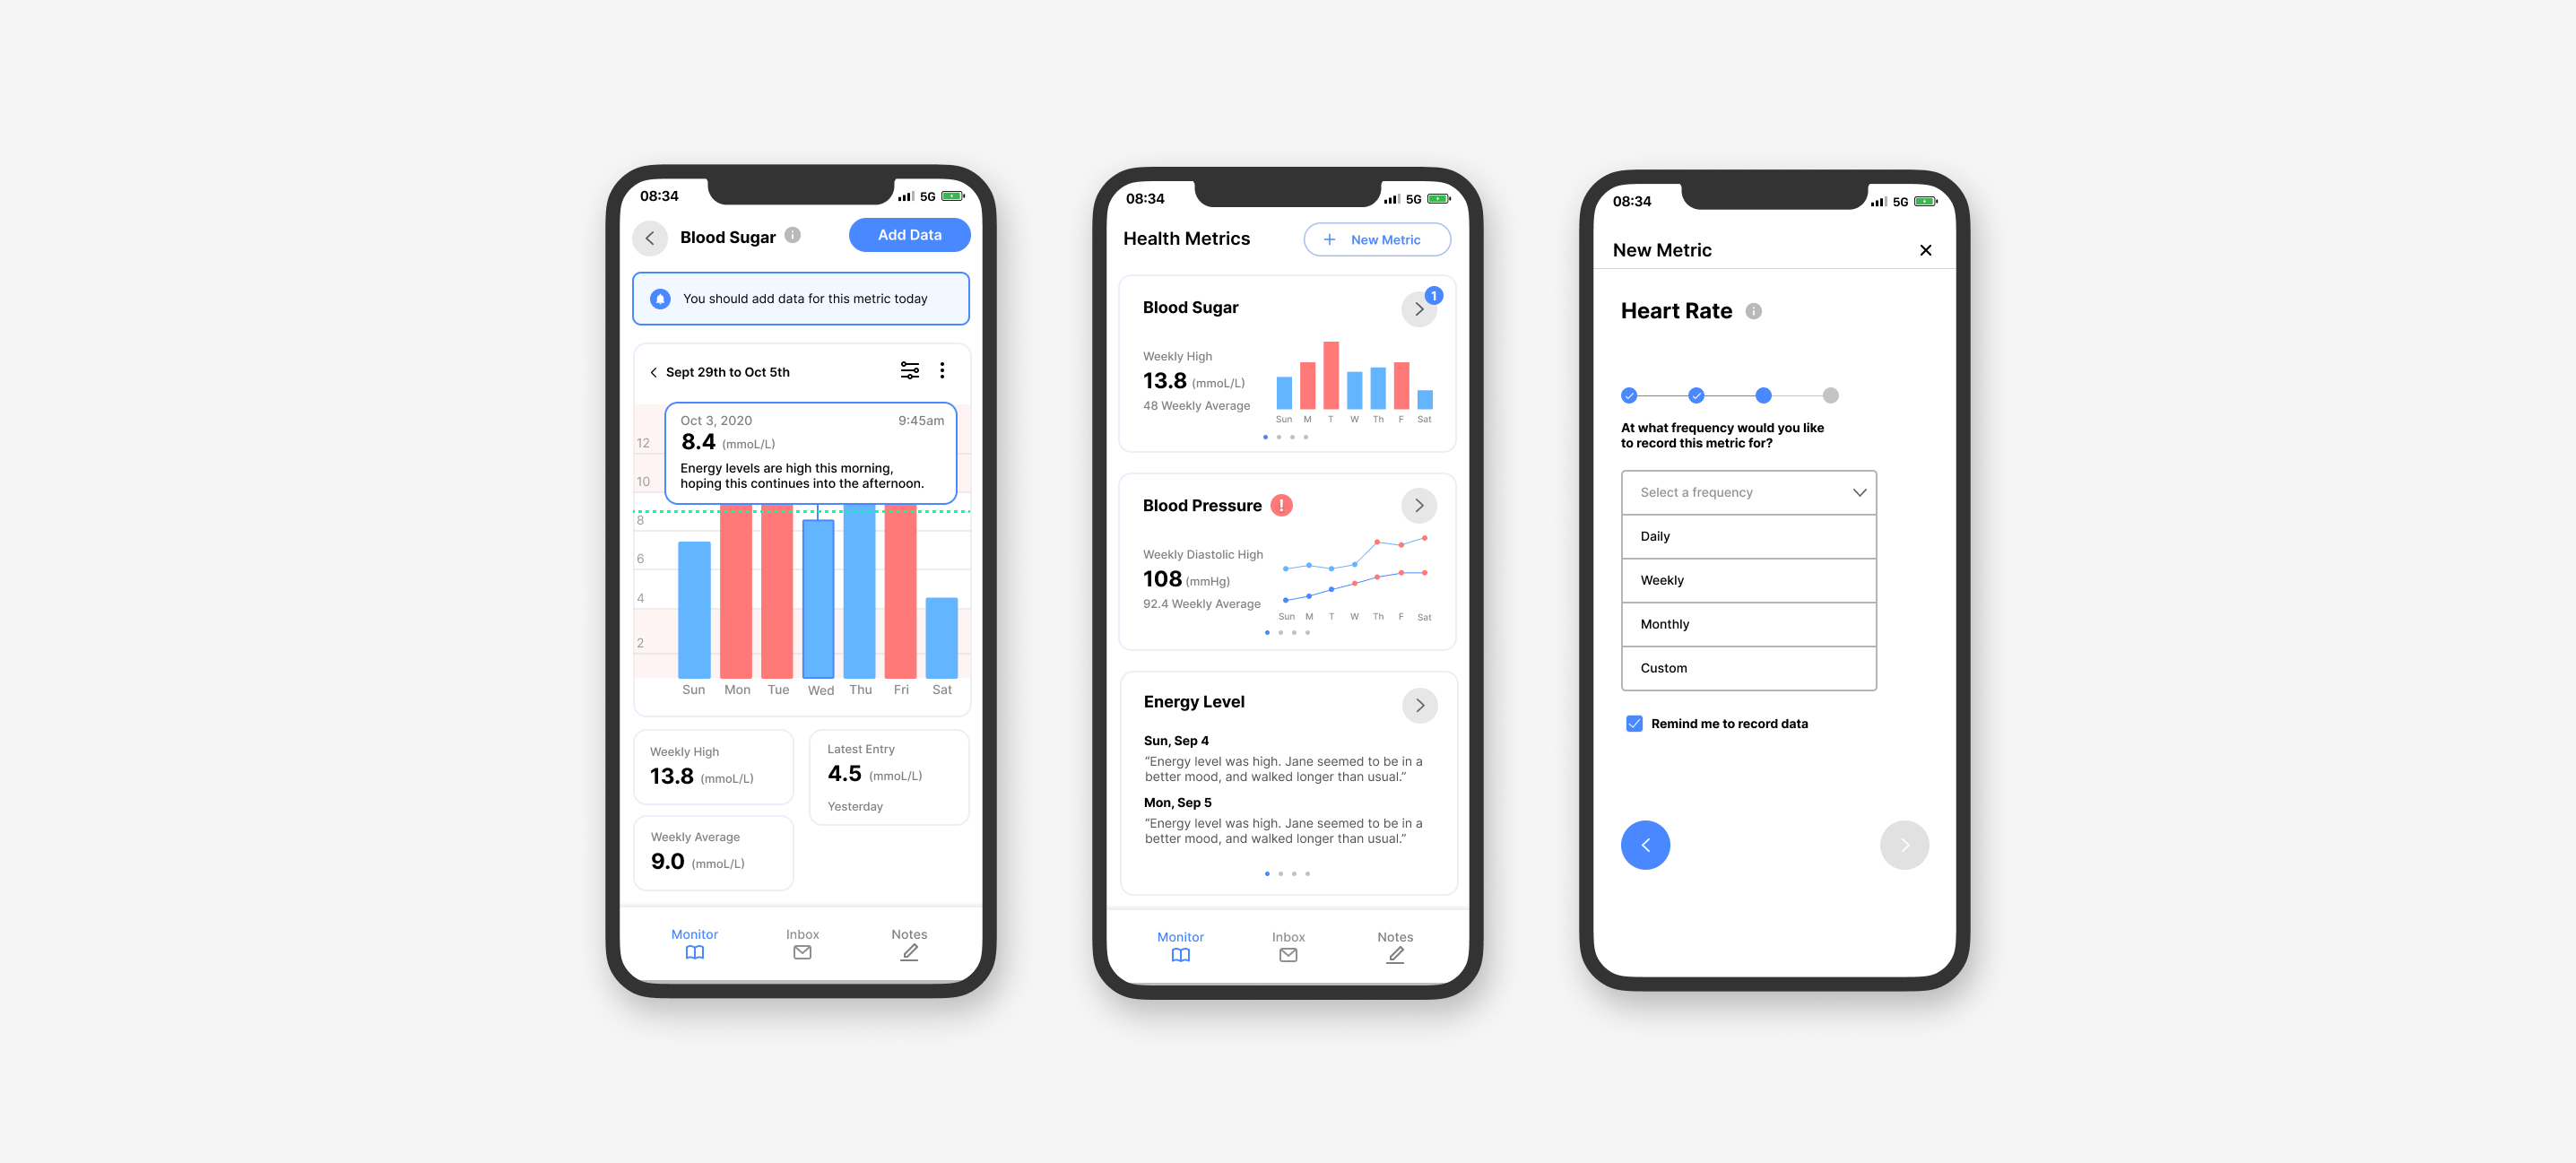 08:34
5G
Blood Sugar
Add Data
You should add data for this metric today
Sept 29th to Oct 5th
Oct 3, 2020 9:45am
8.4 (mmoL/L)
Energy levels are high this morning,
hoping this continues into the afternoon.
12
10
8
6
4
2
Sun Mon Tue Wed Thu Fri Sat
Weekly High
13.8 (mmoL/L)
Latest Entry
4.5 (mmoL/L)
Yesterday
Weekly Average
9.0 (mmoL/L)
Monitor Inbox Notes
08:34
5G
Health Metrics
+ New Metric
Blood Sugar
1
Weekly High
13.8 (mmoL/L)
48 Weekly Average
Sun M T W Th F Sat
Blood Pressure !
Weekly Diastolic High
108 (mmHg)
92.4 Weekly Average
Sun M T W Th F Sat
Energy Level
Sun, Sep 4
“Energy level was high. Jane seemed to be in a
better mood, and walked longer than usual.”
Mon, Sep 5
“Energy level was high. Jane seemed to be in a
better mood, and walked longer than usual.”
Monitor Inbox Notes
08:34
5G
New Metric
Heart Rate
At what frequency would you like
to record this metric for?
Select a frequency
Daily
Weekly
Monthly
Custom
Remind me to record data